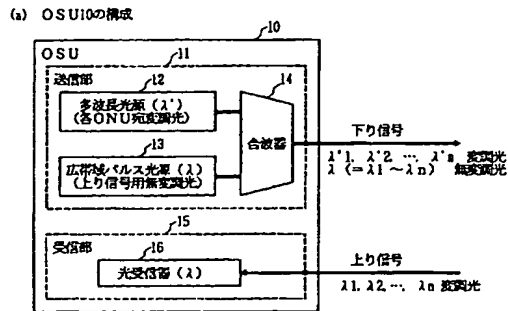 (a) OSU10の構成
10
OSU
11
送信部
12
多波長光源(λ')
(各ONU宛変調光)
14
合波器
13
広帯域パルス光源(λ)
(上り信号用無変調光)
下り信号
λ'1, λ'2, …, λ'n 変調光
λ (=λ1~λn) 無変調光
15
受信部
16
光受信器(λ)
上り信号
λ1, λ2, …, λn 変調光